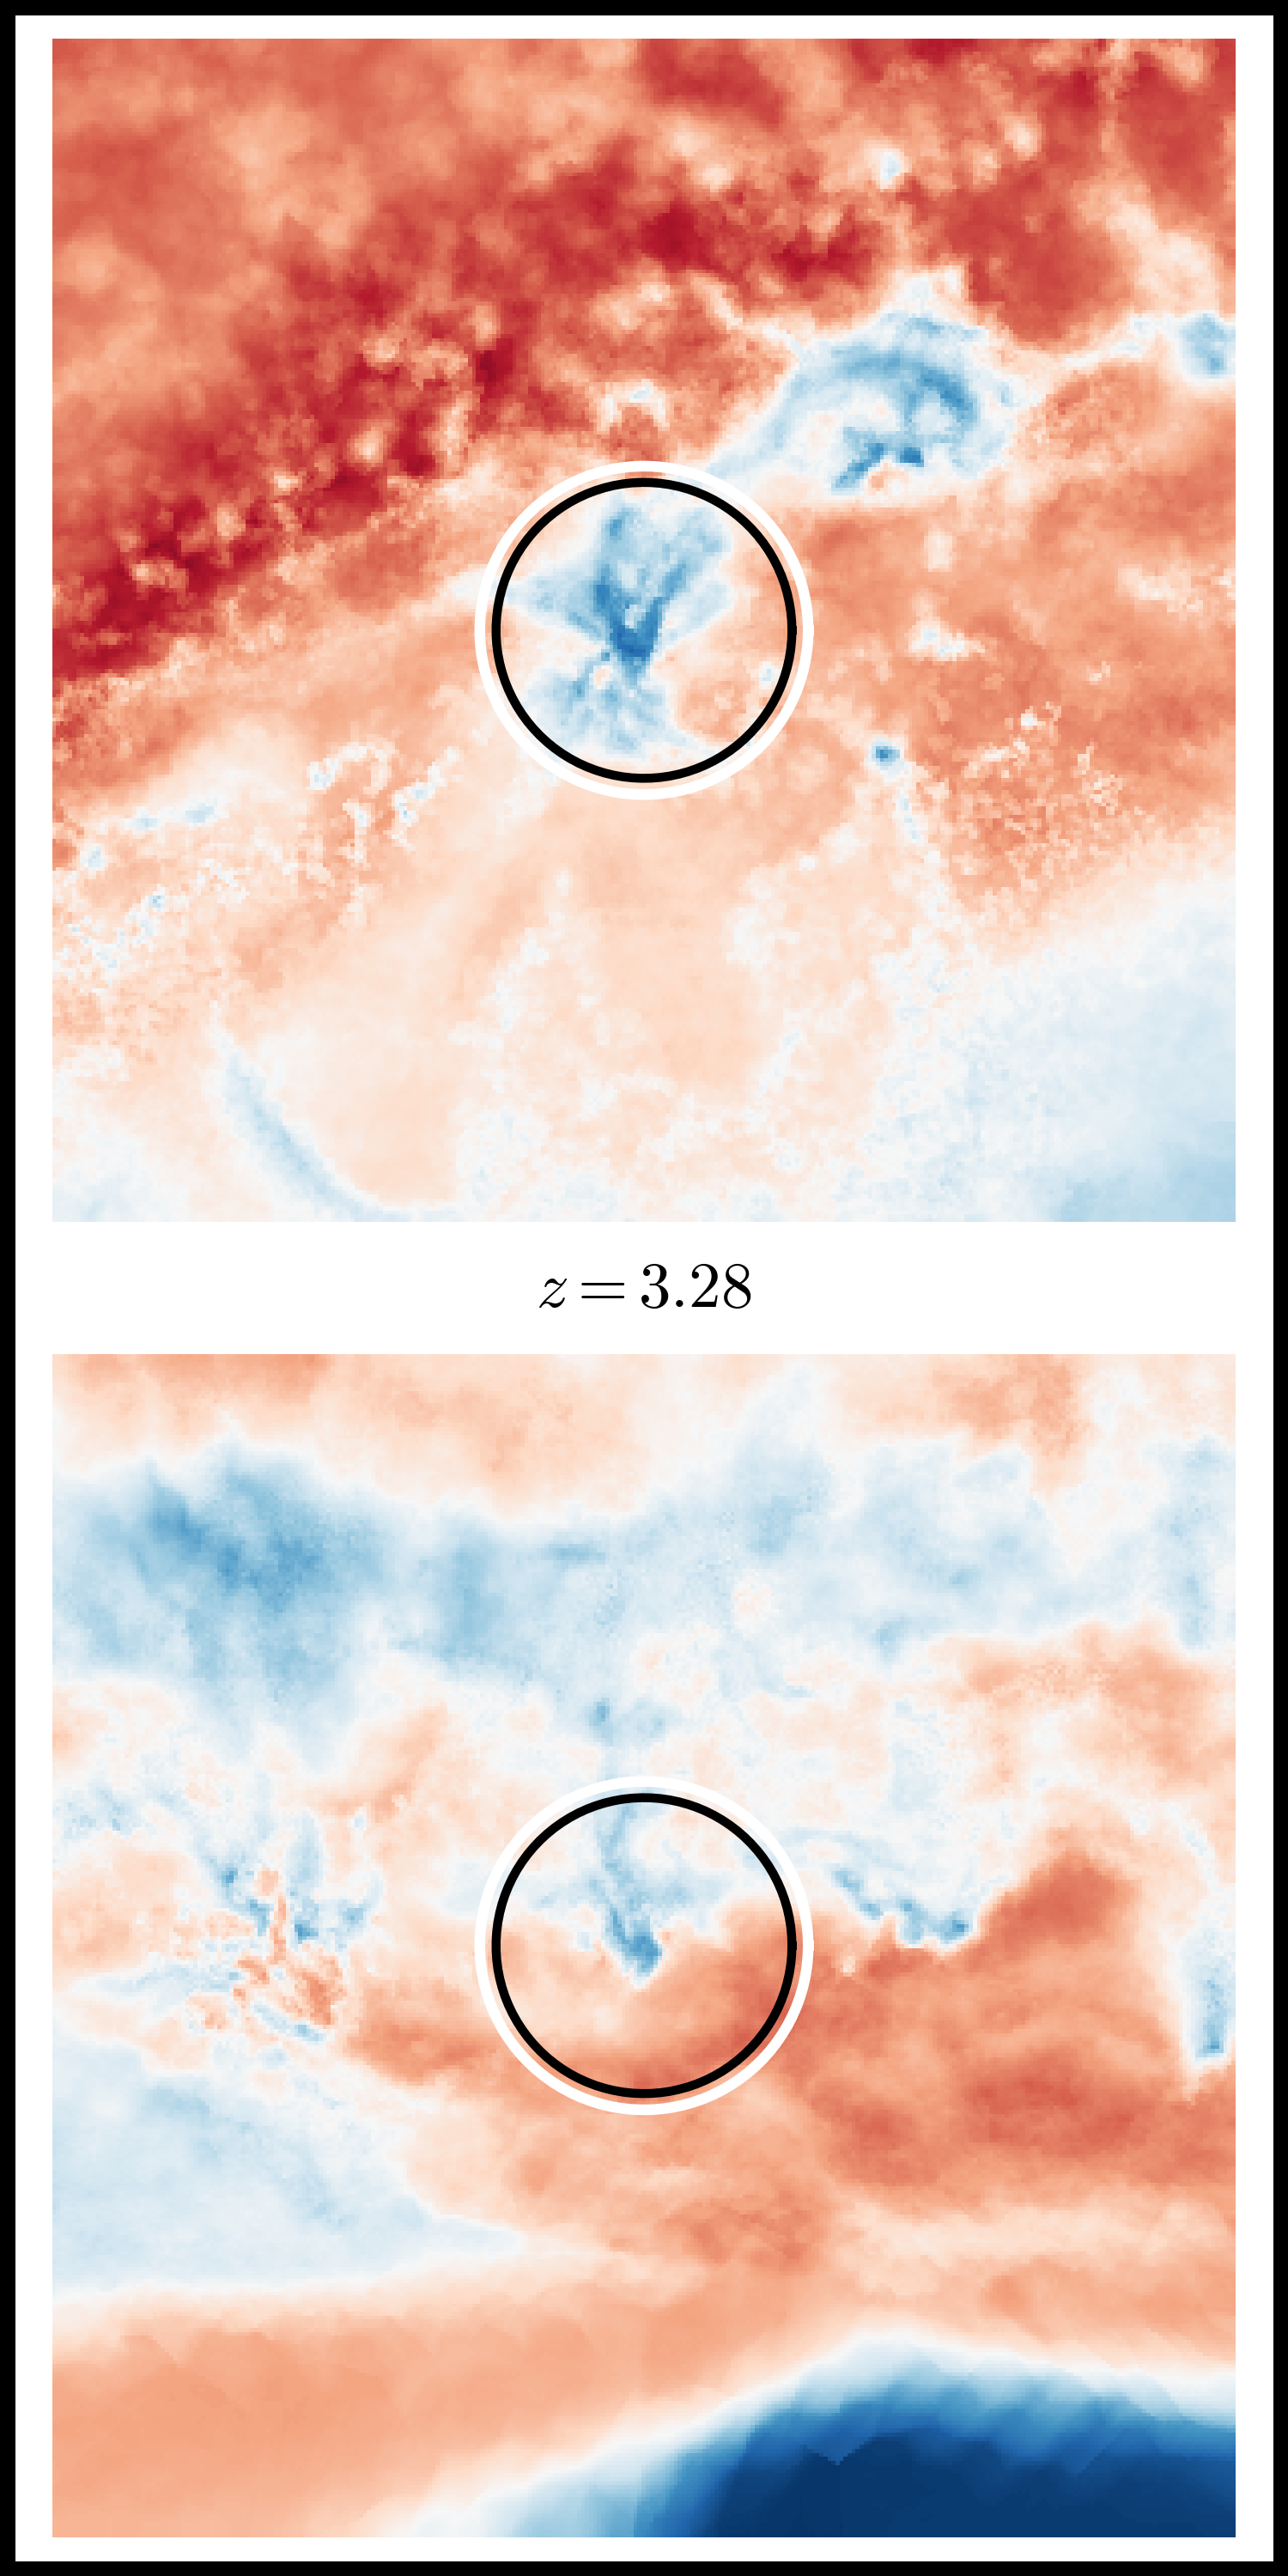 z = 3.28